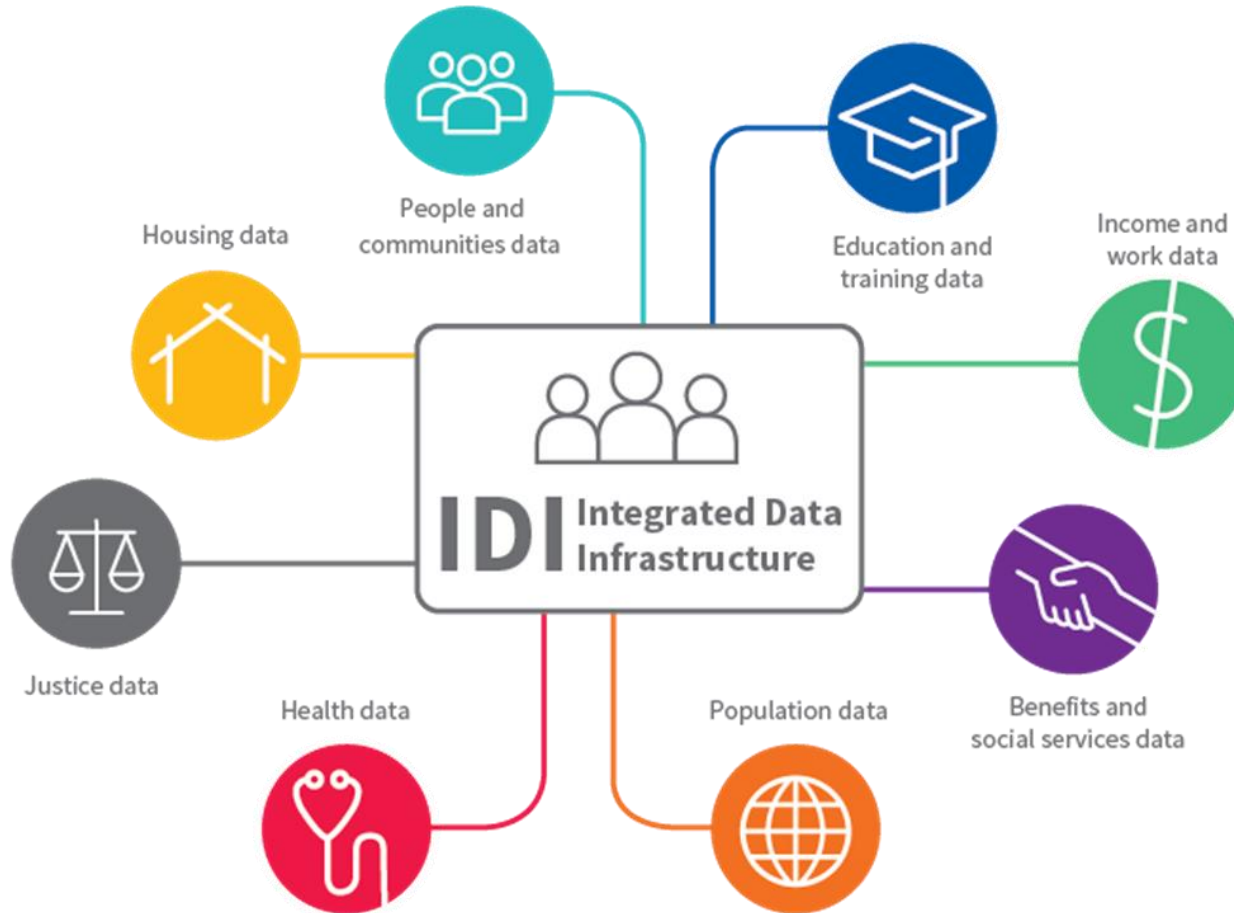 People and
communities data
Education and
training data
Housing data
Income and
work data
IDI
Integrated Data
Infrastructure
Justice data
Benefits and
social services data
Health data
Population data